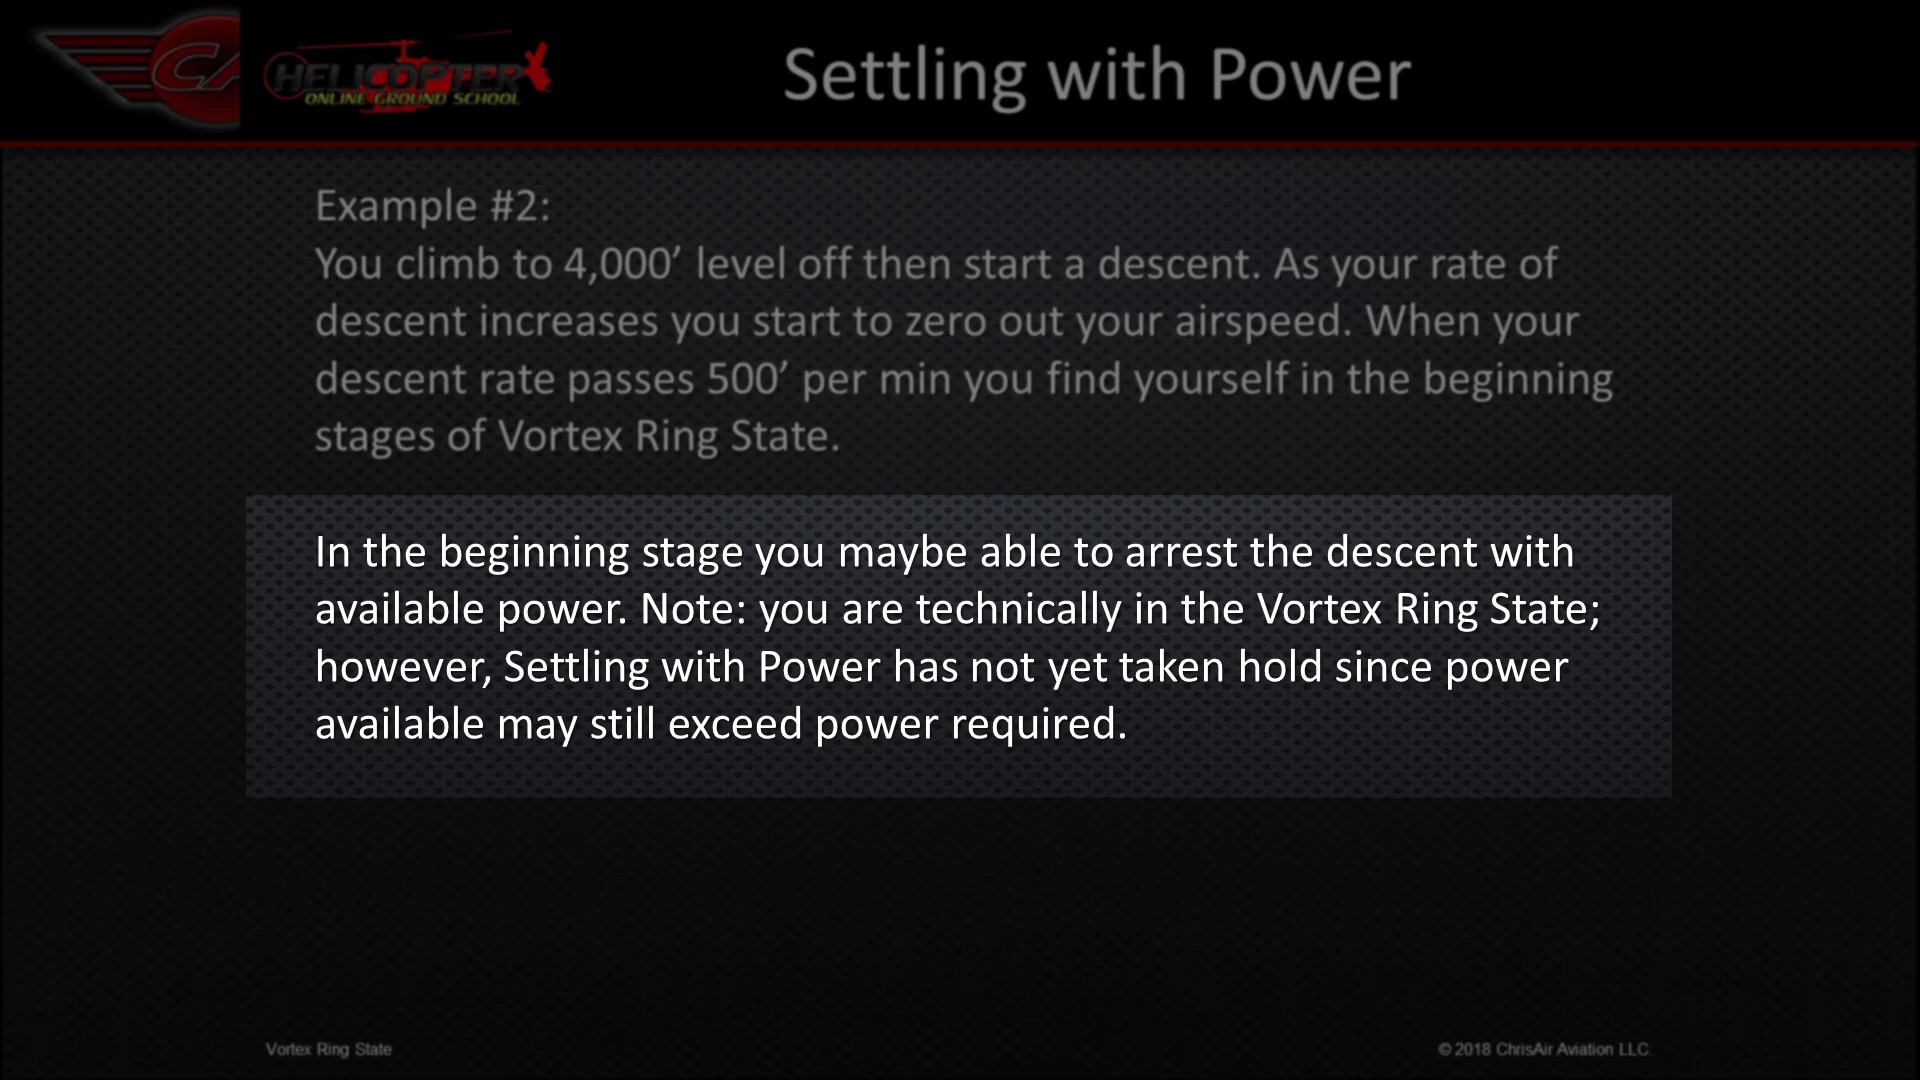 CA
HELICOPTER
ONLINE GROUND SCHOOL
Settling with Power
Example #2:
You climb to 4,000’ level off then start a descent. As your rate of
descent increases you start to zero out your airspeed. When your
descent rate passes 500’ per min you find yourself in the beginning
stages of Vortex Ring State.
In the beginning stage you maybe able to arrest the descent with
available power. Note: you are technically in the Vortex Ring State;
however, Settling with Power has not yet taken hold since power
available may still exceed power required.
Vortex Ring State
© 2018 ChrisAir Aviation LLC.